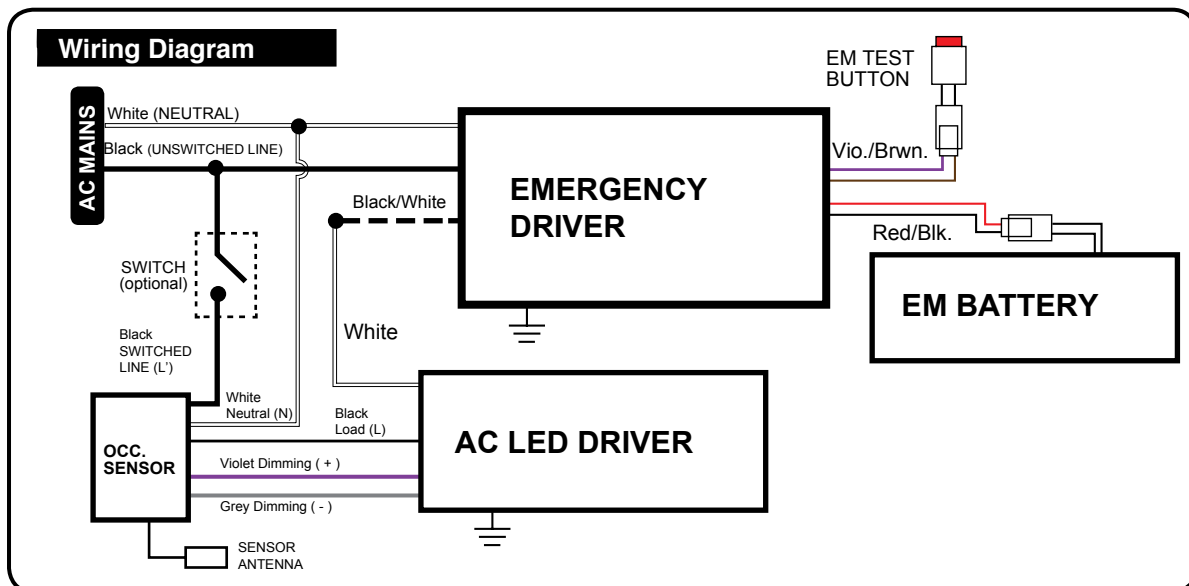 Wiring Diagram
AC MAINS
White (NEUTRAL)
Black (UNSWITCHED LINE)
EM TEST
BUTTON
Vio./Brwn.
EMERGENCY
DRIVER
Black/White
Red/Blk.
SWITCH
(optional)
EM BATTERY
White
Black
SWITCHED
LINE (L')
White
Neutral (N)
Black
Load (L)
OCC.
SENSOR
AC LED DRIVER
Violet Dimming ( + )
Grey Dimming ( - )
SENSOR
ANTENNA